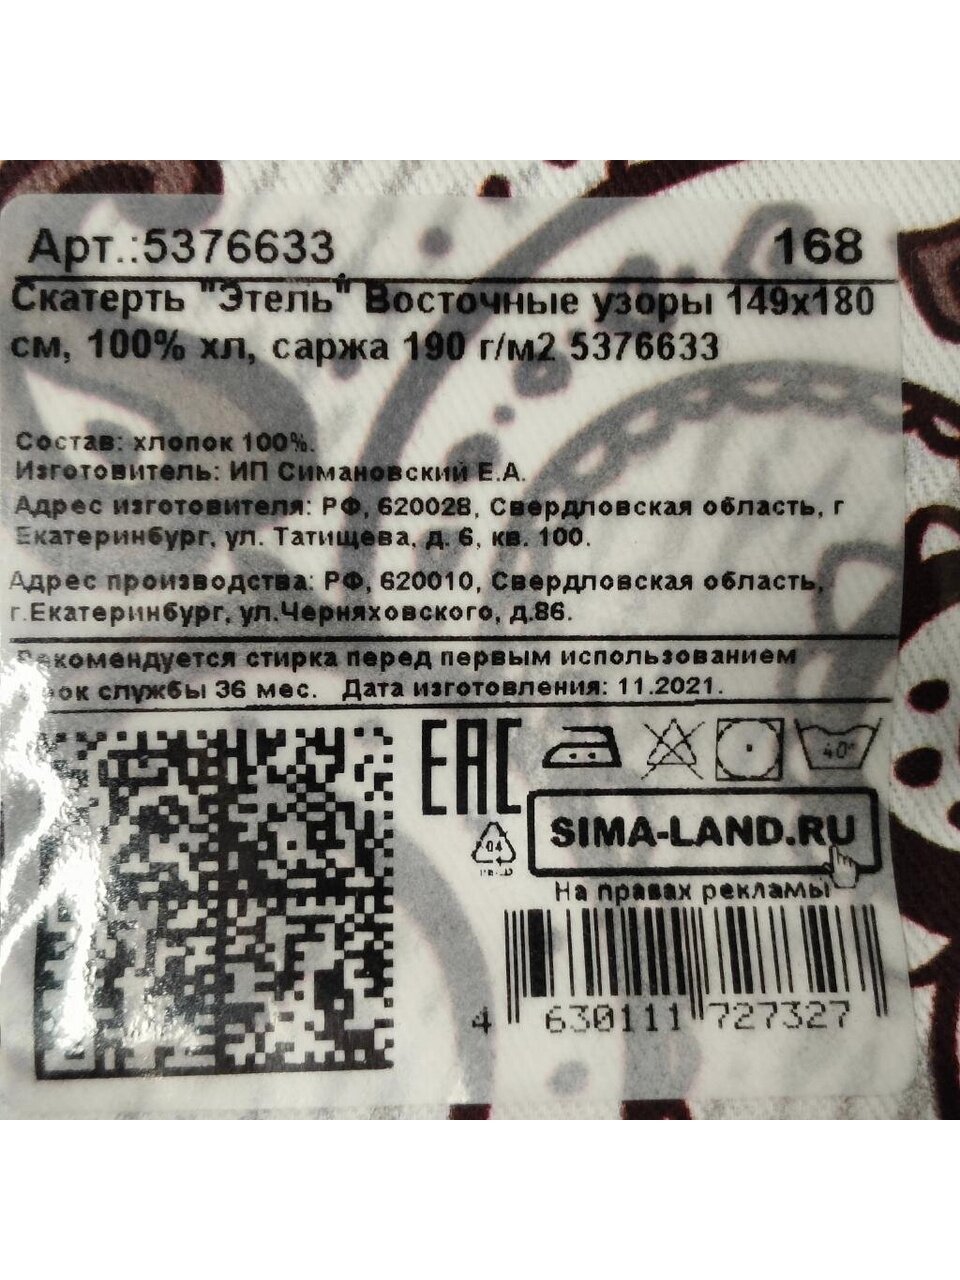 Арт.:5376633 168
Скатерть "Этель" Восточные узоры 149х180
см, 100% хл, саржа 190 г/м2 5376633
Состав: хлопок 100%.
Изготовитель: ИП Симановский Е.А.
Адрес изготовителя: РФ, 620028, Свердловская область, г
Екатеринбург, ул. Татищева, д. 6, кв. 100.
Адрес производства: РФ, 620010, Свердловская область,
г.Екатеринбург, ул.Черняховского, д.86.
Рекомендуется стирка перед первым использованием
службы 36 мес. Дата изготовления: 11.2021.
EAC
40°
04
SIMA-LAND.RU
На правах рекламы
4 630111 727327